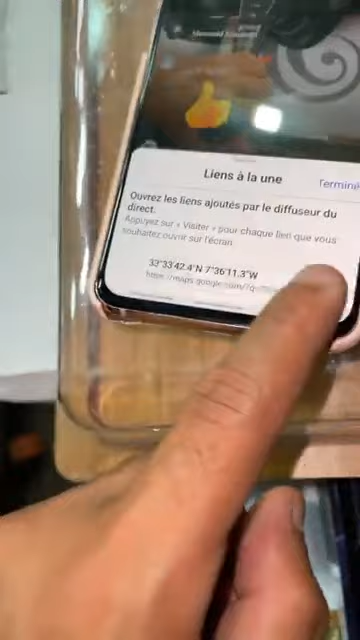 Liens à la une
Ouvrez les liens ajoutés par le diffuseur du
direct.
Appuyez sur « Visiter » pour chaque lien que vous
souhaitez ouvrir sur l'écran.
33°33'42.4"N 7°36'11.3"W
https://maps.google.com/?q=